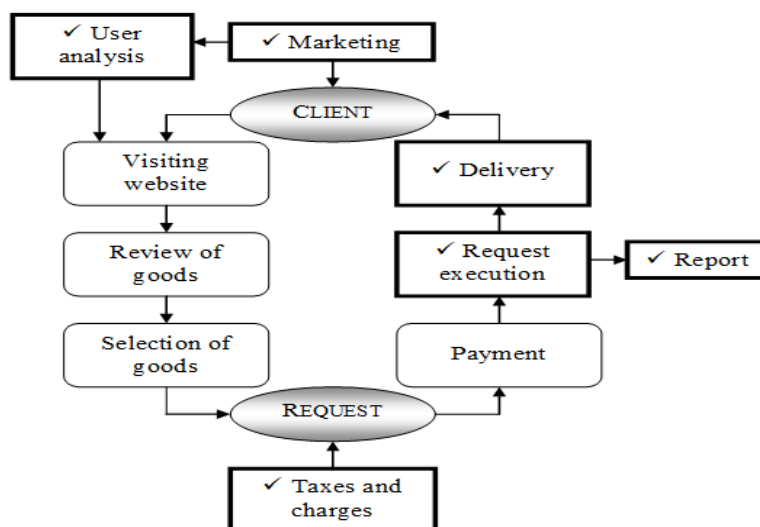 ✓ User
analysis
✓ Marketing
CLIENT
Visiting
website
✓ Delivery
Review of
goods
✓ Request
execution
✓ Report
Selection of
goods
Payment
REQUEST
✓ Taxes and
charges